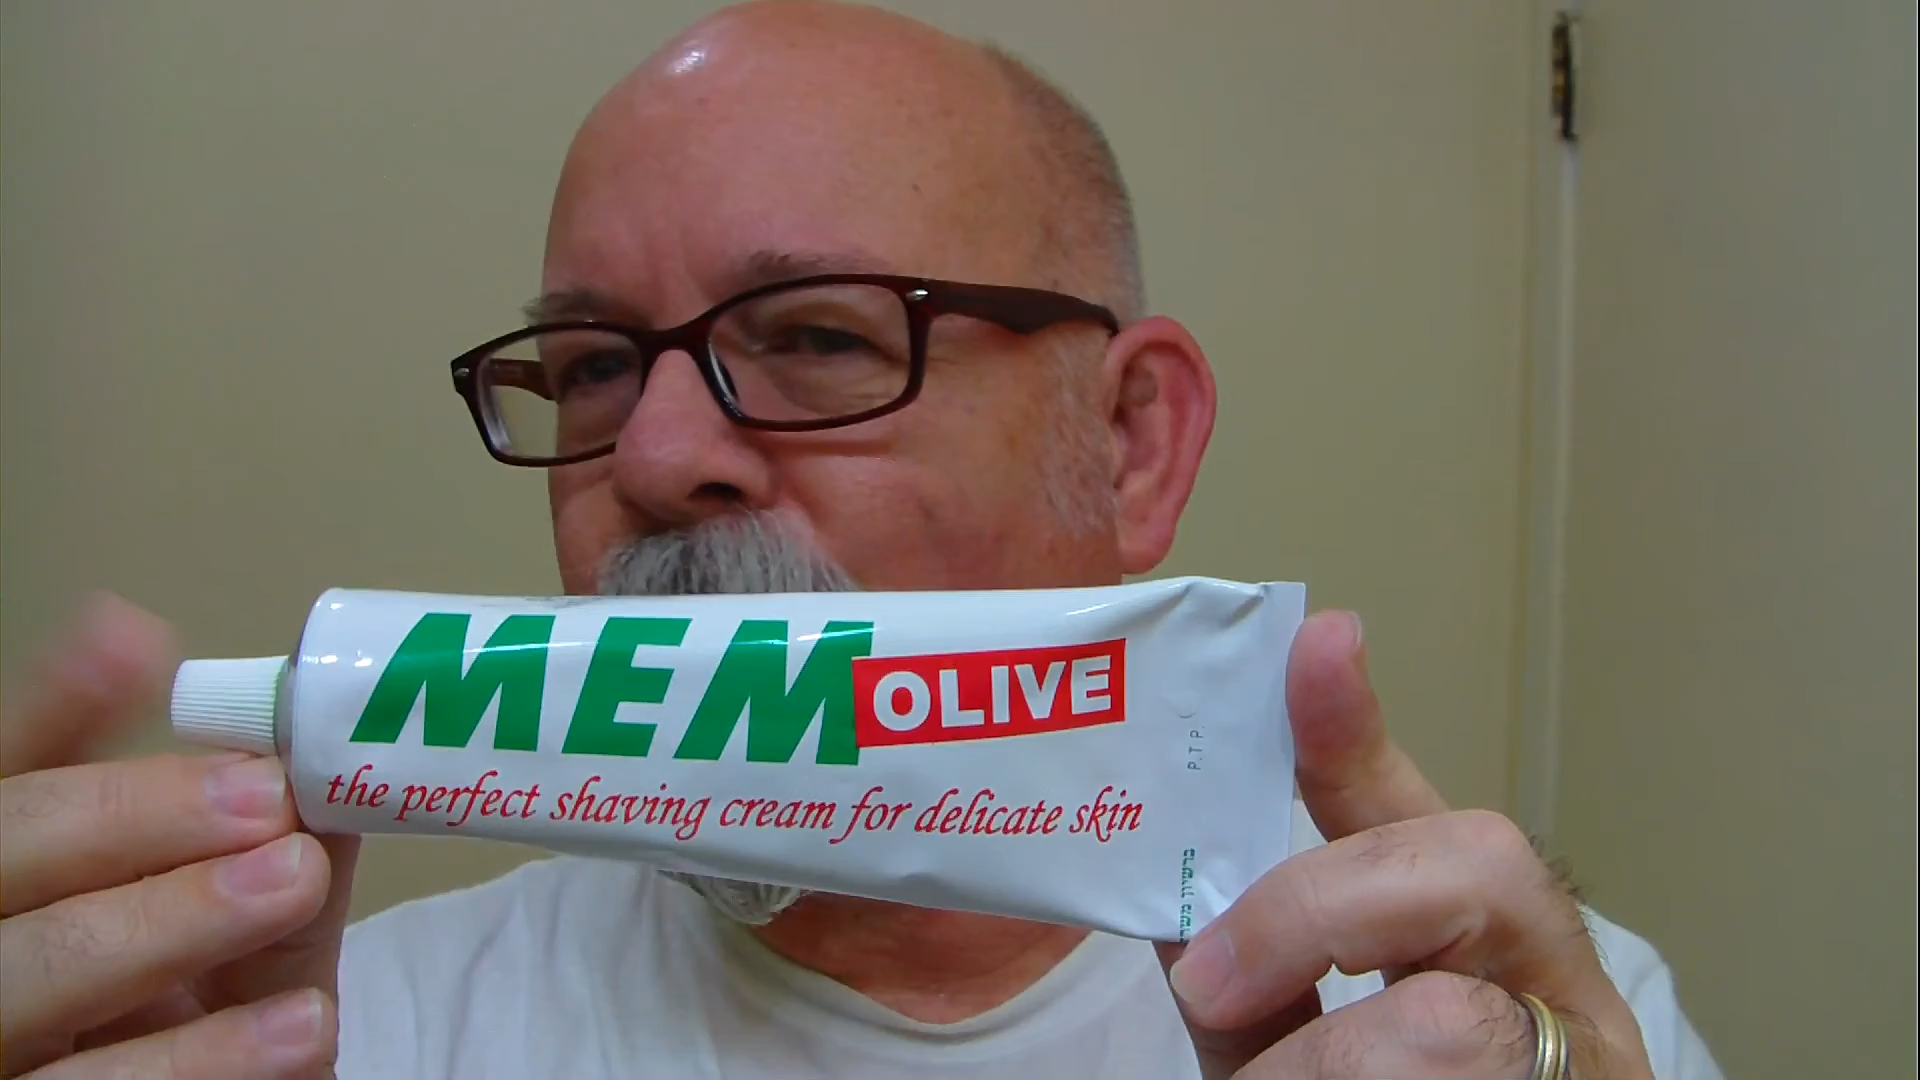 MEM OLIVE
the perfect shaving cream for delicate skin
P.T.P.